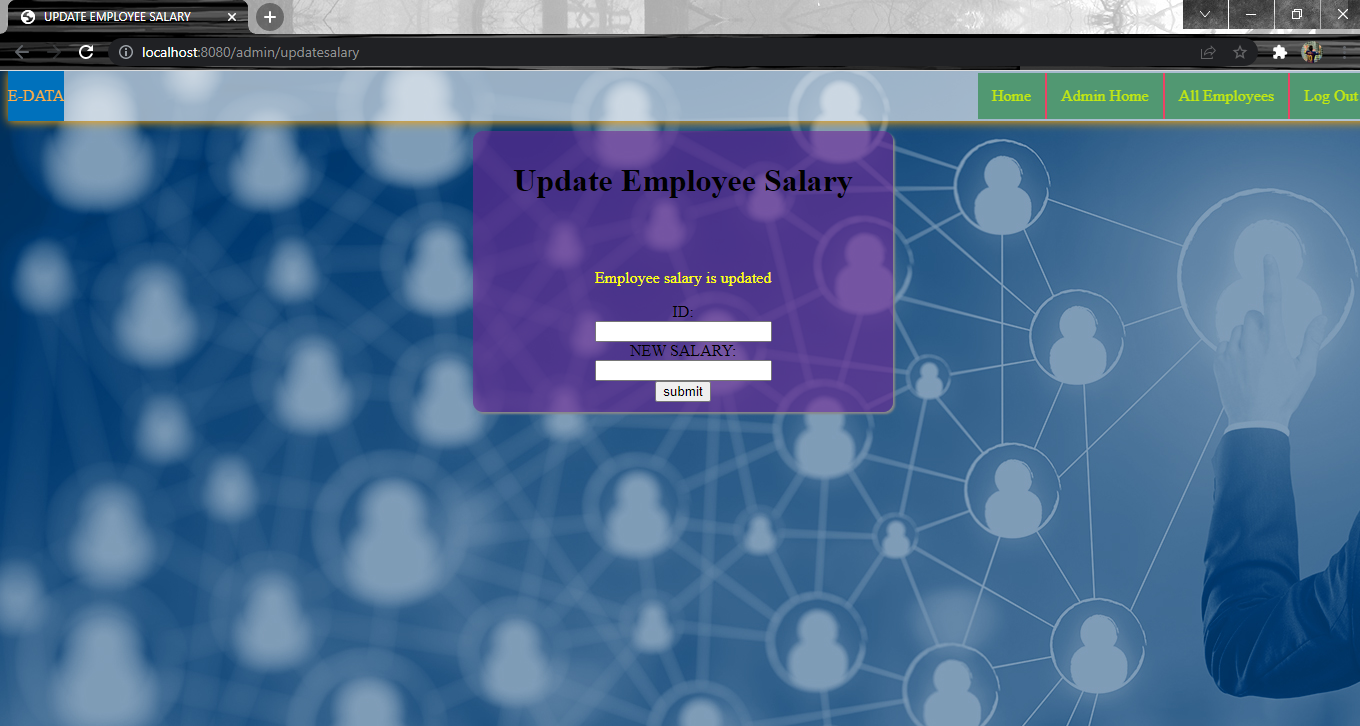 UPDATE EMPLOYEE SALARY
localhost:8080/admin/updatesalary
E-DATA
Home
Admin Home
All Employees
Log Out
Update Employee Salary
Employee salary is updated
ID:
NEW SALARY:
submit